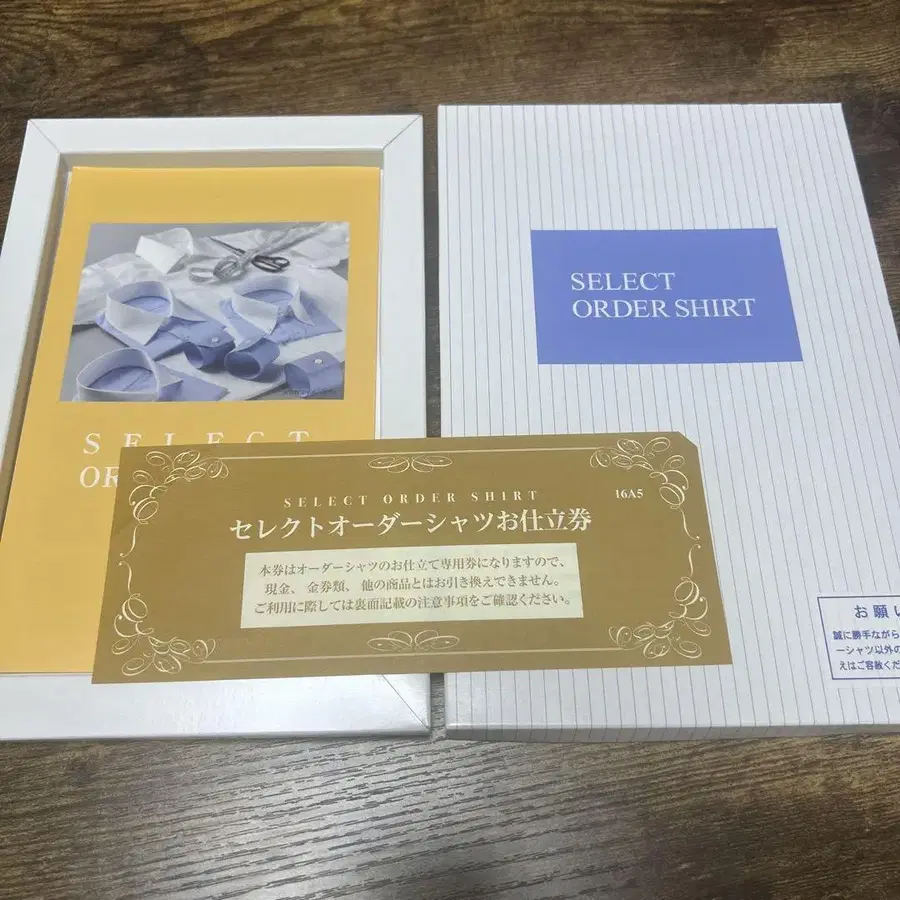 SELECT
OR
SELECT
ORDER SHIRT
SELECT ORDER SHIRT
16A5
セレクトオーダーシャツお仕立券
本券はオーダーシャツのお仕立て専用券になりますので、
現金、金券類、他の商品とはお引き換えできません。
ご利用に際しては裏面記載の注意事項をご確認ください。
お願い
誠に勝手ながら
ーシャツ以外の
えはご容赦くだ